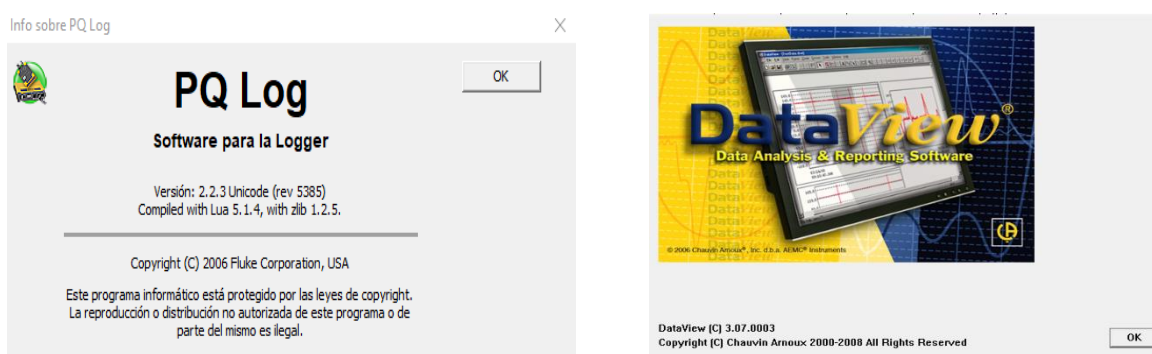 Info sobre PQ Log
PQ Log
OK
Software para la Logger
Versión: 2.2.3 Unicode (rev 5385)
Compiled with Lua 5.1.4, with zlib 1.2.5.
Copyright (C) 2006 Fluke Corporation, USA
Este programa informático está protegido por las leyes de copyright.
La reproducción o distribución no autorizada de este programa o de
parte del mismo es ilegal.
DataView®
Data Analysis & Reporting Software
© 2006 Chauvin Arnoux®, Inc. d.b.a. AEMC® Instruments
DataView (C) 3.07.0003
Copyright (C) Chauvin Arnoux 2000-2008 All Rights Reserved
OK